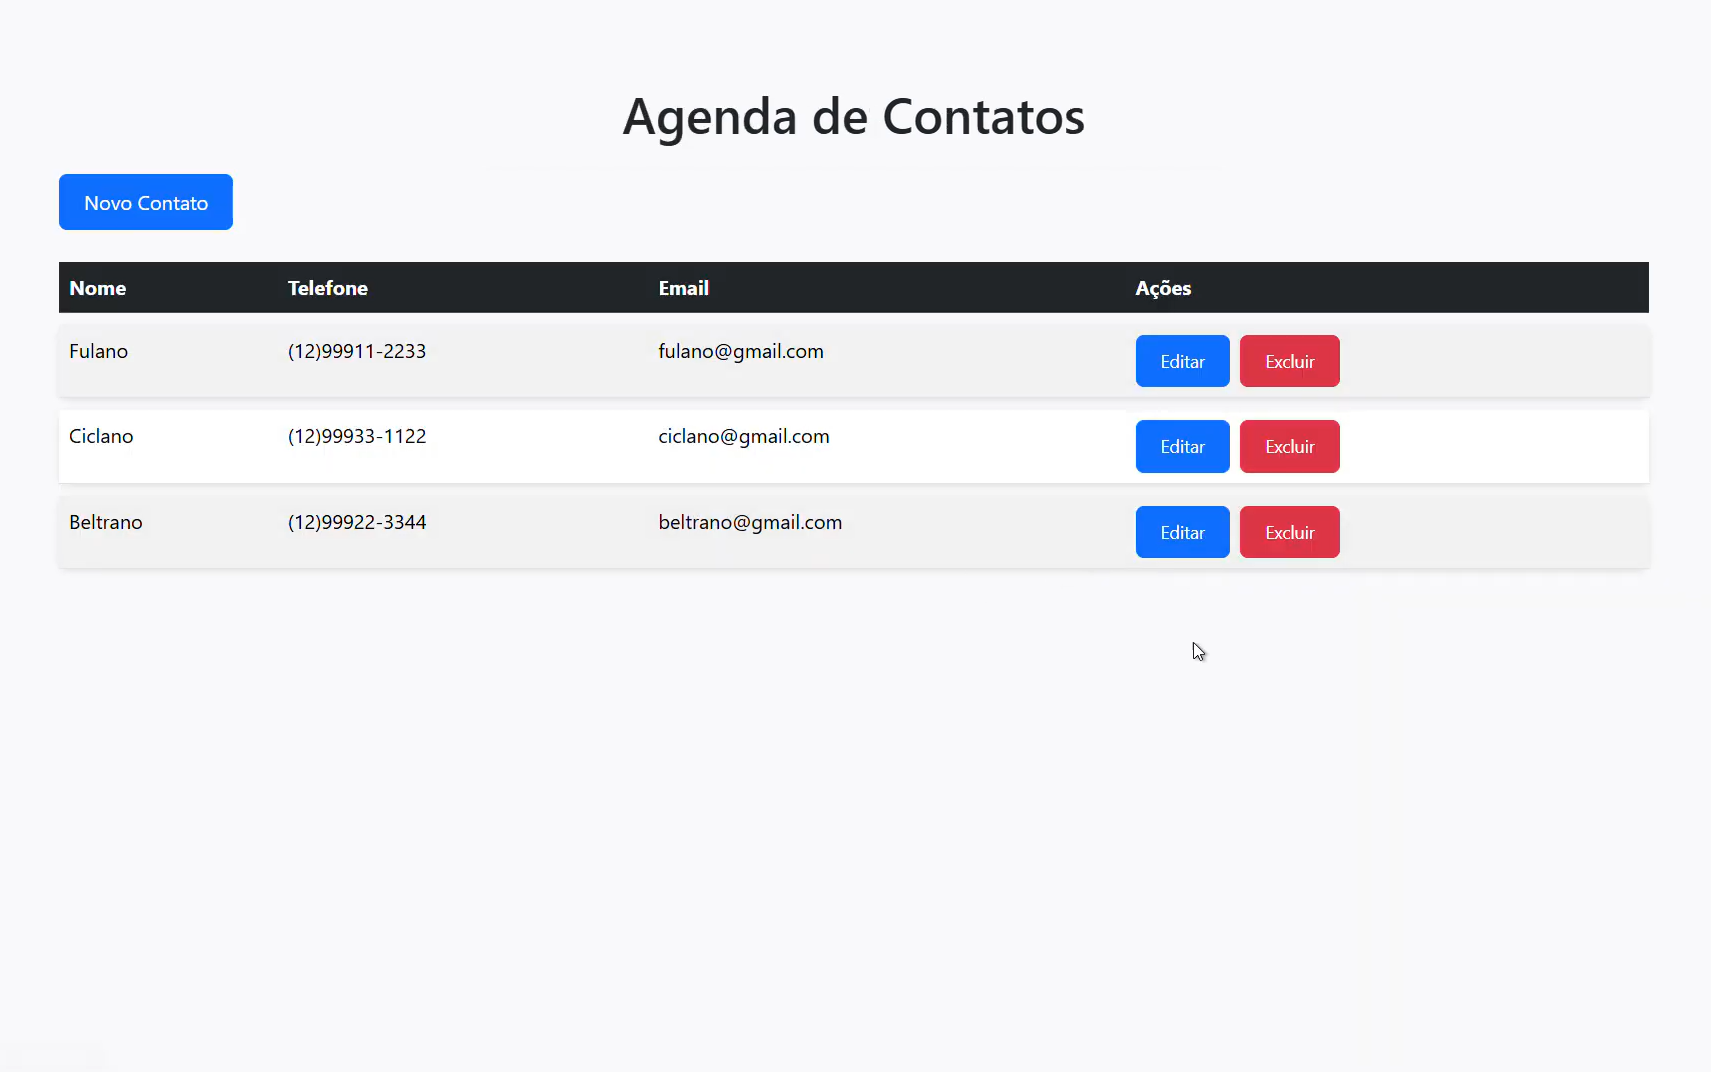 Agenda de Contatos
Novo Contato
Nome Telefone Email Ações
Fulano (12)99911-2233 fulano@gmail.com Editar Excluir
Ciclano (12)99933-1122 ciclano@gmail.com Editar Excluir
Beltrano (12)99922-3344 beltrano@gmail.com Editar Excluir